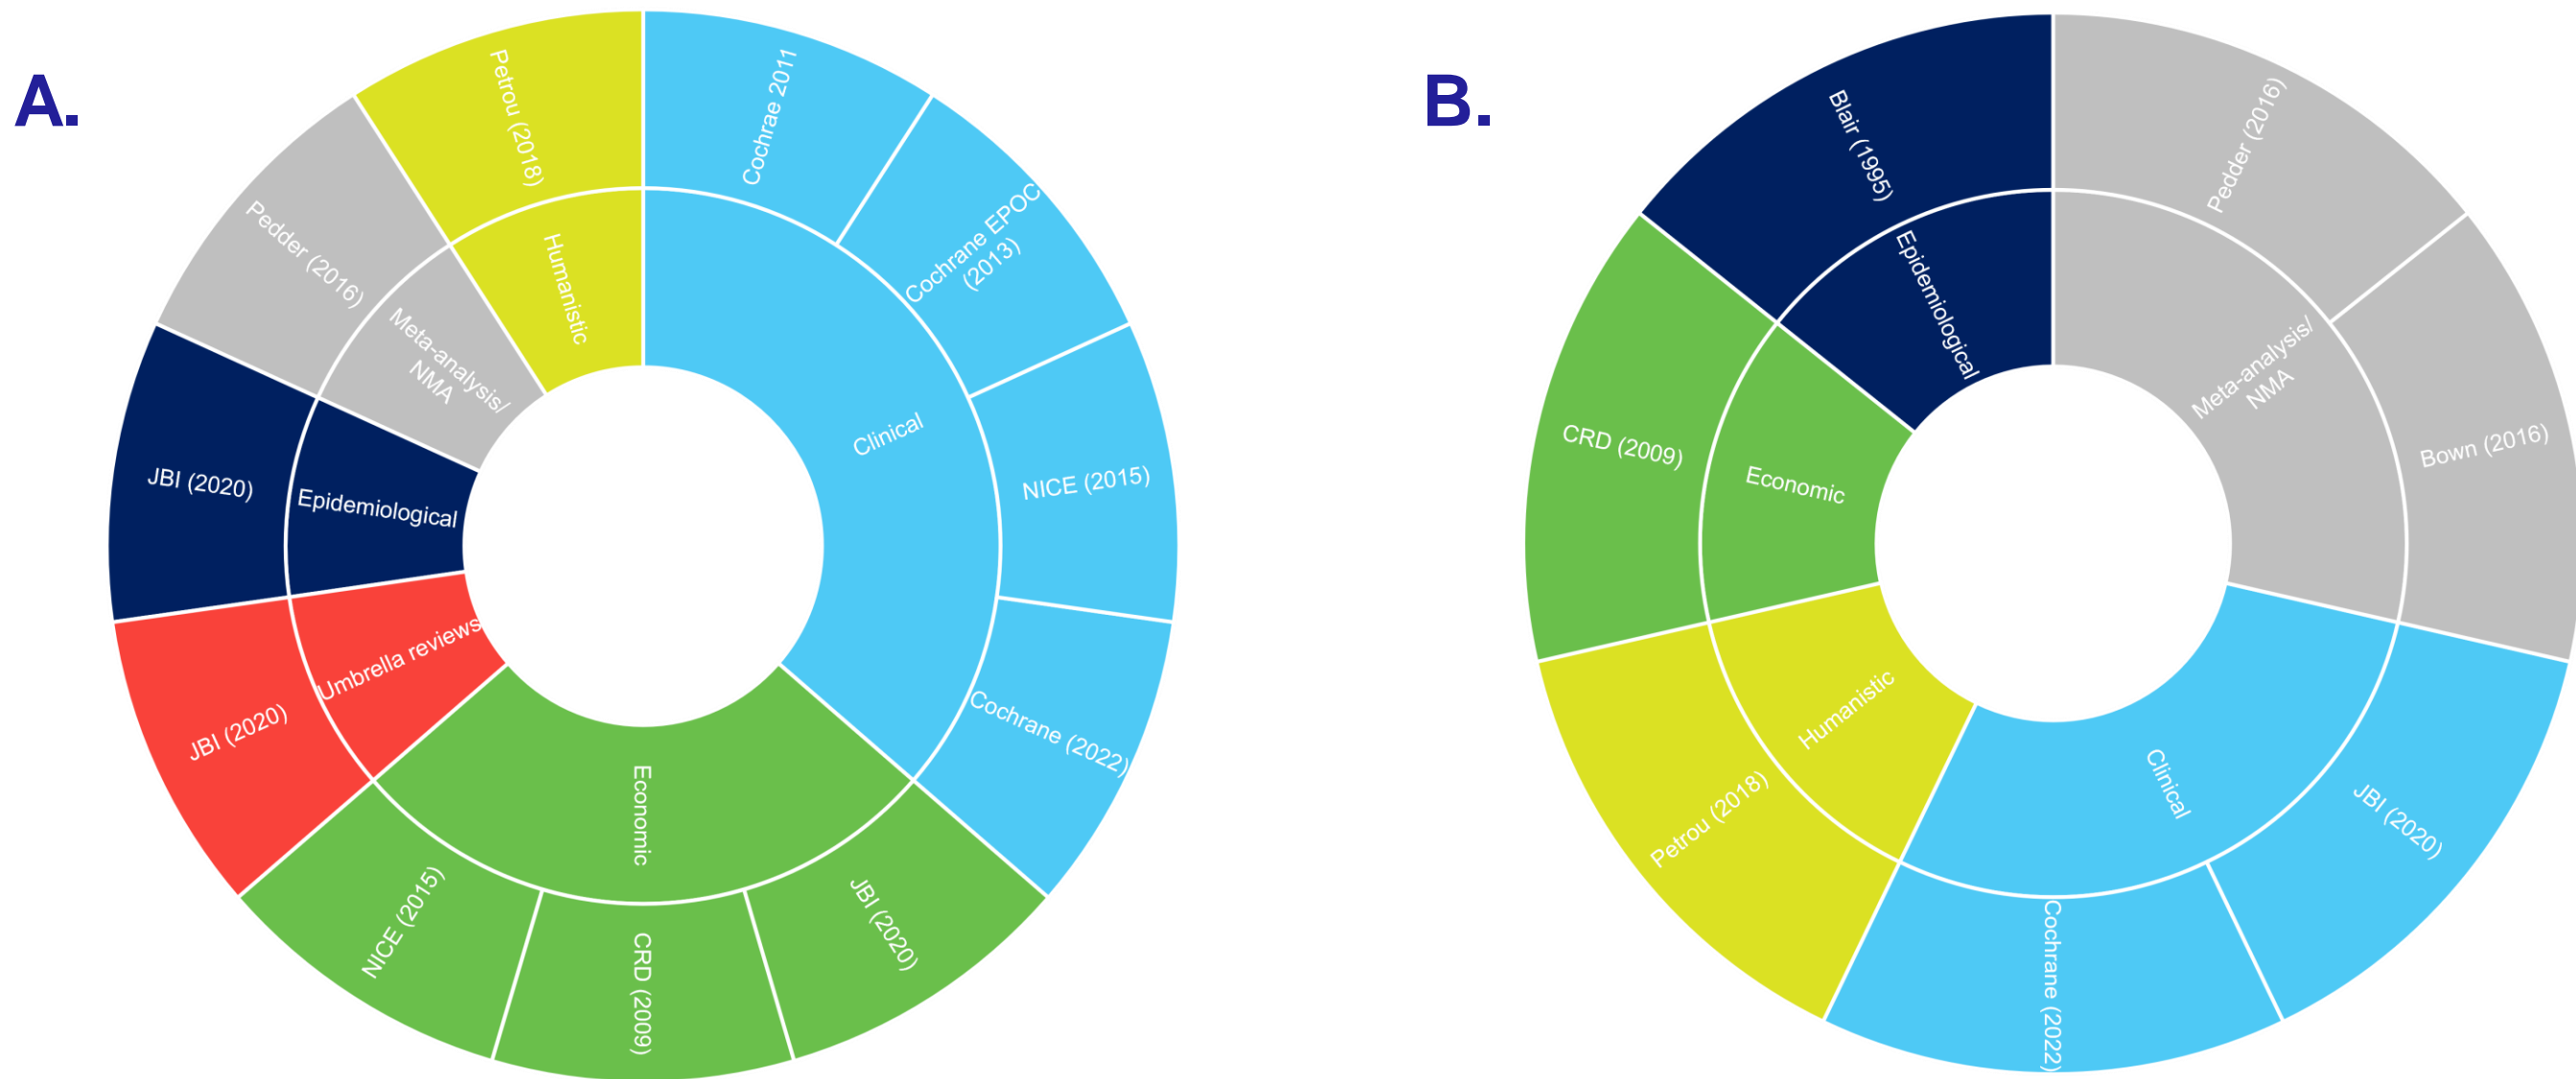 A.
Petrou (2018)
Humanistic
Cochrae 2011
Cochrane EPOC
(2013)
NICE (2015)
Cochrane (2022)
Clinical
JBI (2020)
CRD (2009)
NICE (2015)
Economic
JBI (2020)
Umbrella reviews
JBI (2020)
Epidemiological
Pedder (2016)
Meta-analysis/
NMA
B.
Blair (1995)
Epidemiological
Pedder (2016)
Bown (2016)
Meta-analysis/
NMA
JBI (2020)
Cochrane (2022)
Clinical
Petrou (2018)
Humanistic
CRD (2009)
Economic